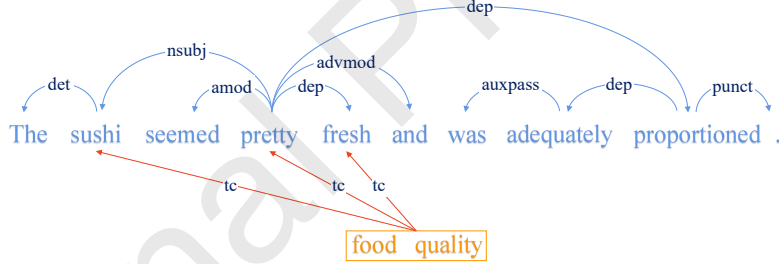 dep
nsubj
advmod
det amod dep auxpass dep punct
The sushi seemed pretty fresh and was adequately proportioned .
tc tc tc
food quality